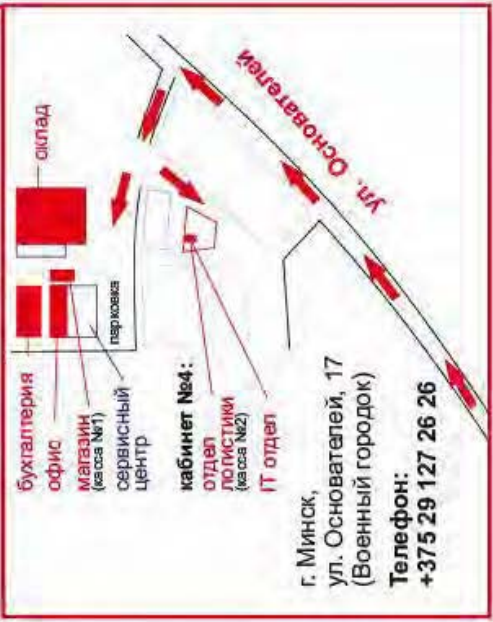 бухгалтерия
офис
магазин
(касса №1)
сервисный
центр
оклад
парковка
кабинет №4:
отдел
логистики
(касса №2)
IT отдел
ул. Основателей
г. Минск,
ул. Основателей, 17
(Военный городок)
Телефон:
+375 29 127 26 26